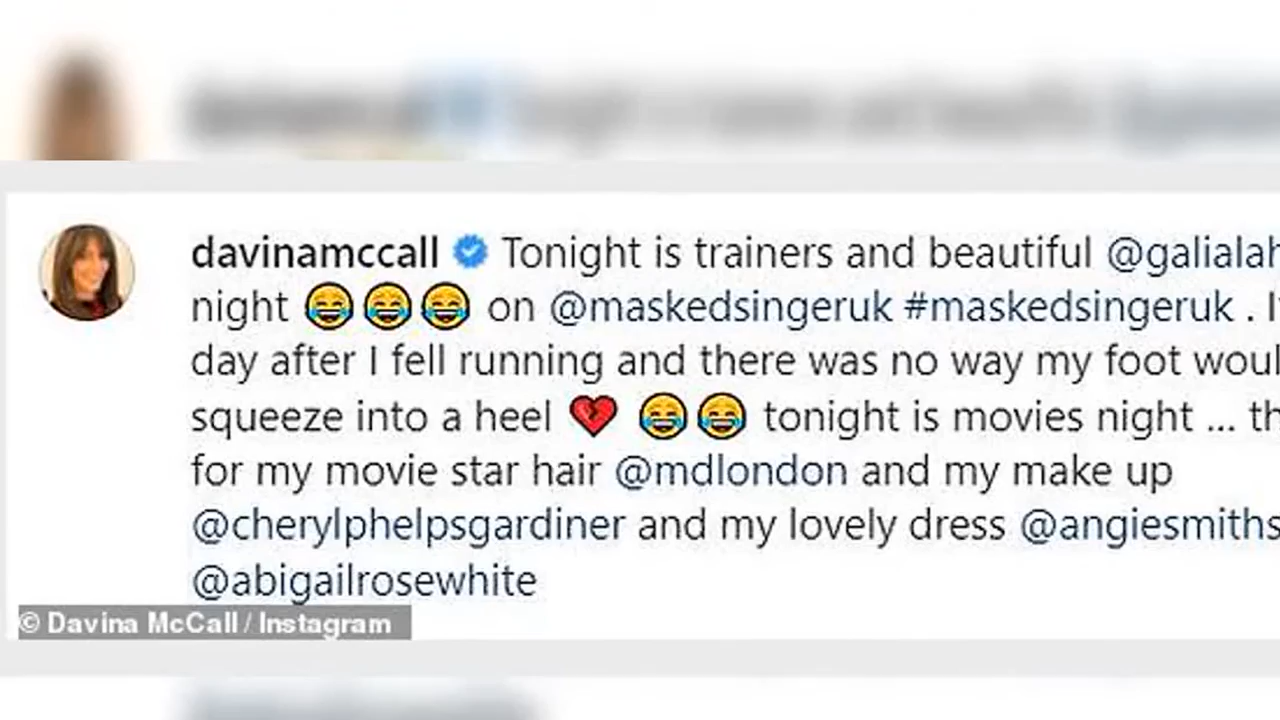 davinamccall Tonight is trainers and beautiful @galialah
night 😂😂😂 on @maskedsingeruk #maskedsingeruk . I
day after I fell running and there was no way my foot woul
squeeze into a heel 💔 😂😂 tonight is movies night ... th
for my movie star hair @mdlondon and my make up
@cherylphelpsgardiner and my lovely dress @angiesmiths
@abigailrosewhite
© Davina McCall / Instagram